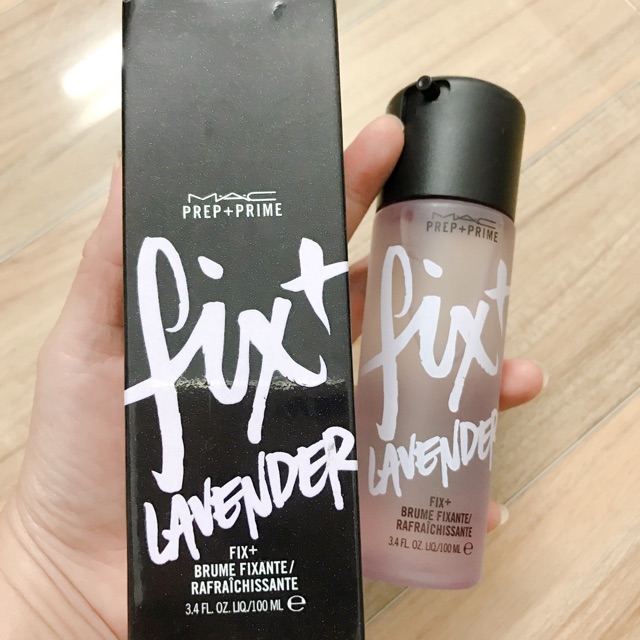 MAC
PREP+PRIME
fix+
LAVENDER
FIX+
BRUME FIXANTE/
RAFRAÎCHISSANTE
3.4 FL. OZ. LIQ/100 ML e
MAC
PREP+PRIME
fix+
LAVENDER
FIX+
BRUME FIXANTE/
RAFRAÎCHISSANTE
3.4 FL. OZ. LIQ/100 ML e